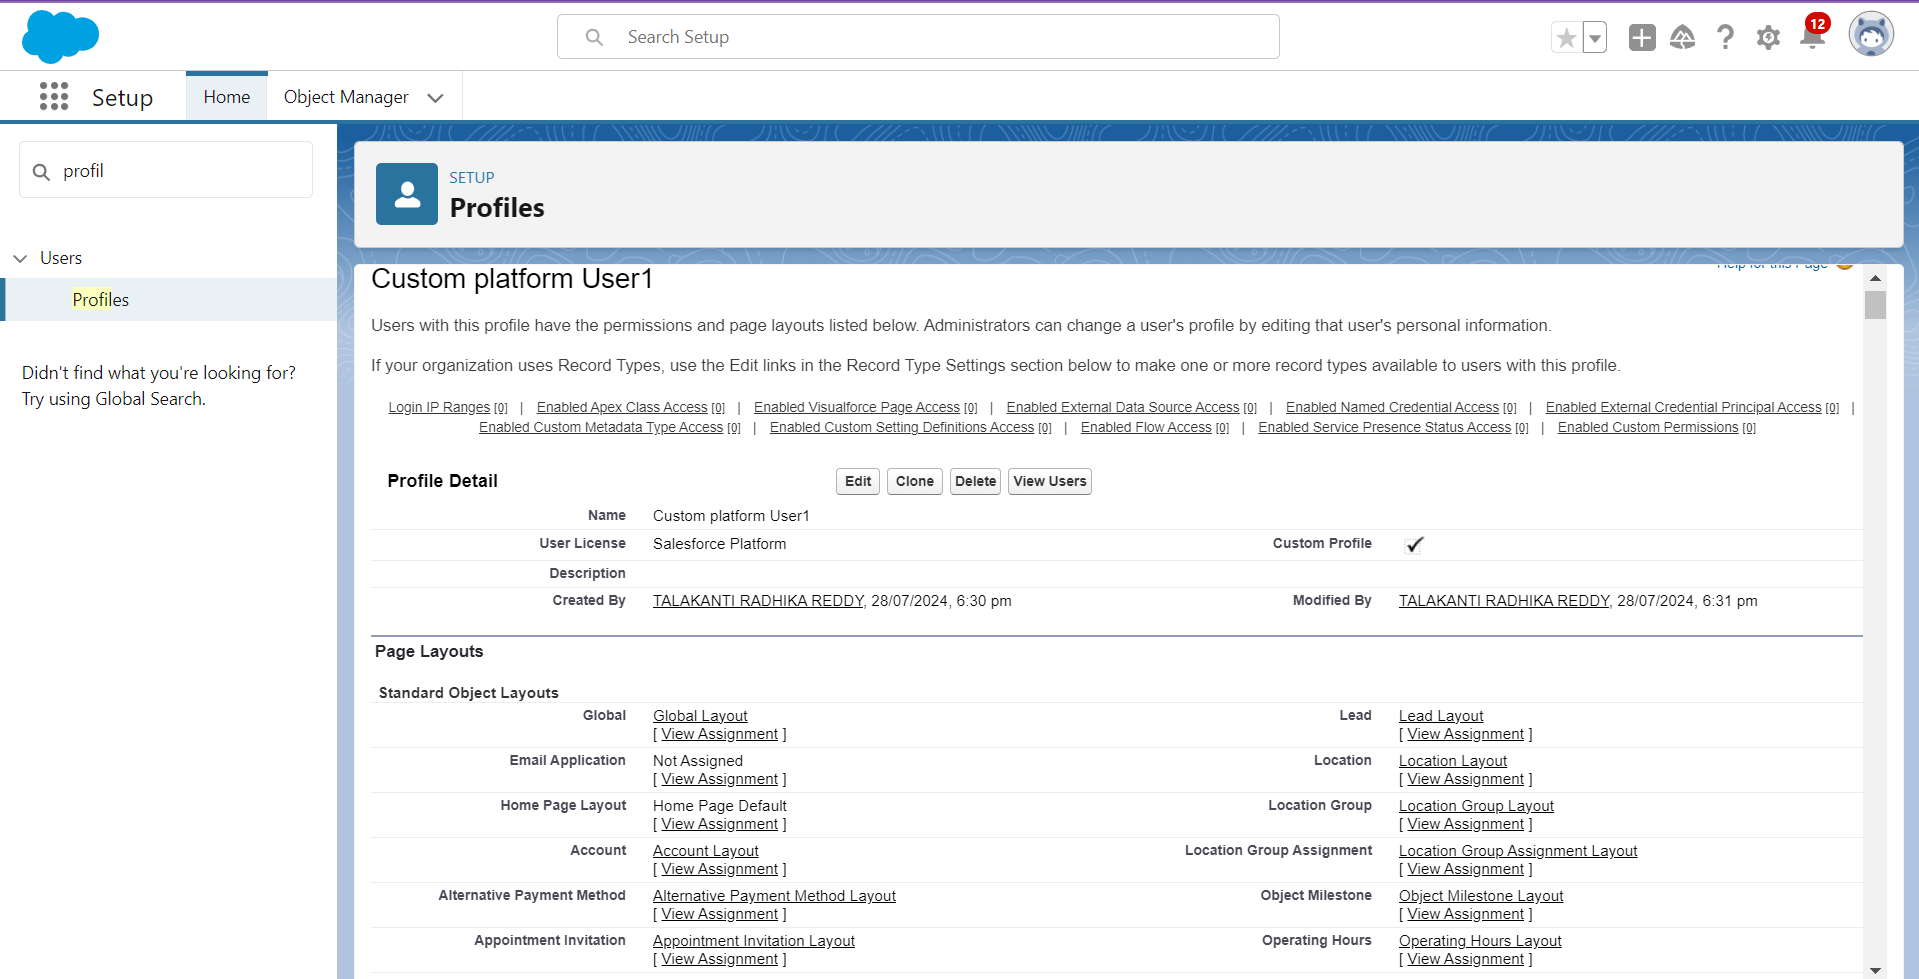 Search Setup
12
Setup
Home
Object Manager
profil
Users
Profiles
Didn't find what you're looking for?
Try using Global Search.
SETUP
Profiles
Help for this Page
Custom platform User1
Users with this profile have the permissions and page layouts listed below. Administrators can change a user's profile by editing that user's personal information.
If your organization uses Record Types, use the Edit links in the Record Type Settings section below to make one or more record types available to users with this profile.
Login IP Ranges [0] | Enabled Apex Class Access [0] | Enabled Visualforce Page Access [0] | Enabled External Data Source Access [0] | Enabled Named Credential Access [0] | Enabled External Credential Principal Access [0] |
Enabled Custom Metadata Type Access [0] | Enabled Custom Setting Definitions Access [0] | Enabled Flow Access [0] | Enabled Service Presence Status Access [0] | Enabled Custom Permissions [0]
Profile Detail Edit Clone Delete View Users
Name Custom platform User1
User License Salesforce Platform Custom Profile
Description
Created By TALAKANTI RADHIKA REDDY, 28/07/2024, 6:30 pm Modified By TALAKANTI RADHIKA REDDY, 28/07/2024, 6:31 pm
Page Layouts
Standard Object Layouts
Global Global Layout Lead Lead Layout
[ View Assignment ] [ View Assignment ]
Email Application Not Assigned Location Location Layout
[ View Assignment ] [ View Assignment ]
Home Page Layout Home Page Default Location Group Location Group Layout
[ View Assignment ] [ View Assignment ]
Account Account Layout Location Group Assignment Location Group Assignment Layout
[ View Assignment ] [ View Assignment ]
Alternative Payment Method Alternative Payment Method Layout Object Milestone Object Milestone Layout
[ View Assignment ] [ View Assignment ]
Appointment Invitation Appointment Invitation Layout Operating Hours Operating Hours Layout
[ View Assignment ] [ View Assignment ]